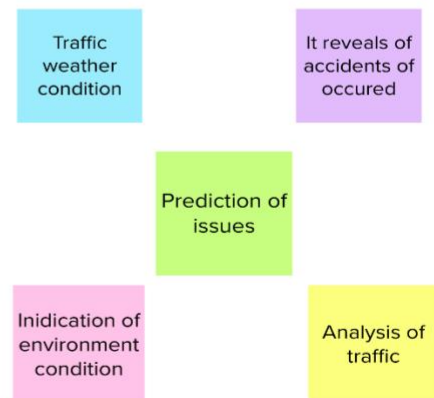 Traffic
weather
condition
It reveals of
accidents of
occured
Prediction of
issues
Inidication of
environment
condition
Analysis of
traffic